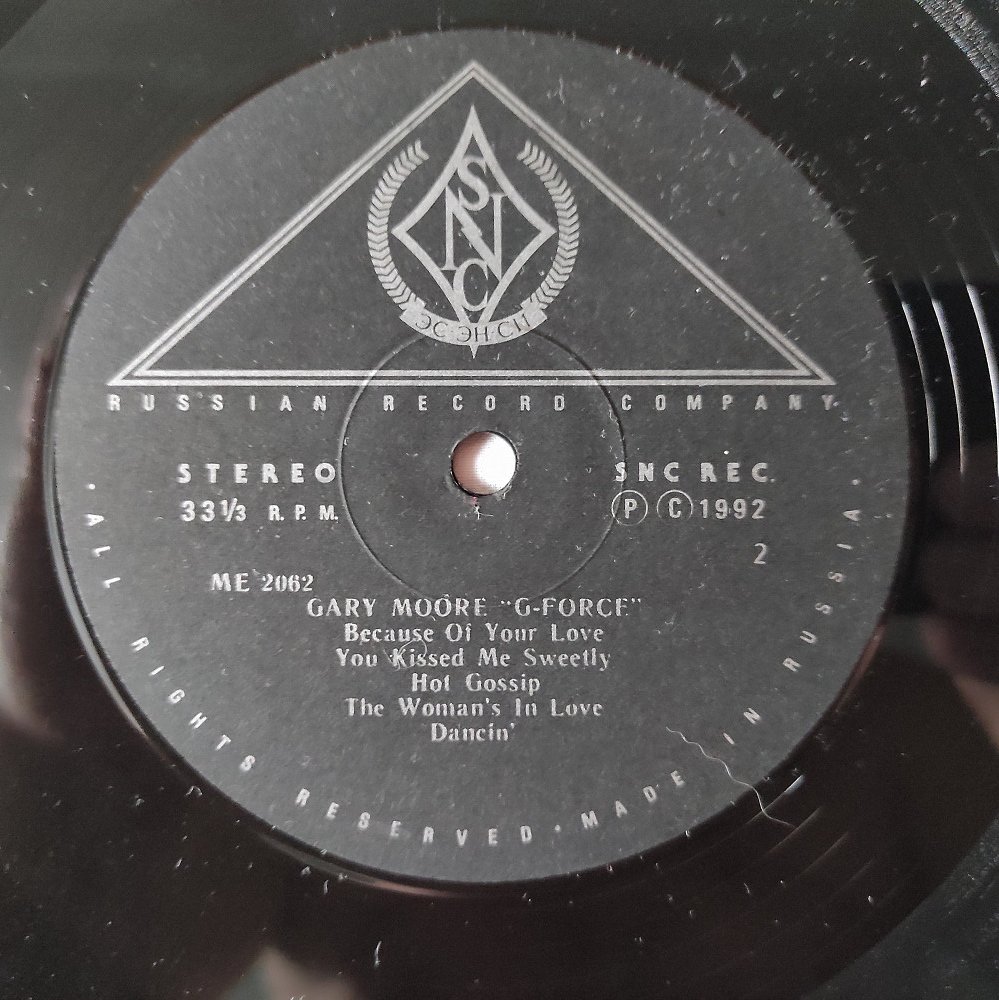 SNC
ЭС·ЭН·СИ
RUSSIAN RECORD COMPANY
STEREO
33 1/3 R. P. M.
SNC REC.
Ⓟ Ⓒ 1992
2
ME 2062
GARY MOORE "G-FORCE"
Because Of Your Love
You Kissed Me Sweetly
Hot Gossip
The Woman's In Love
Dancin'
· ALL RIGHTS RESERVED · MADE IN RUSSIA ·